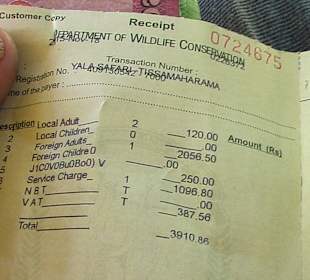 Customer Copy
Receipt
0724675
DEPARTMENT OF WILDLIFE CONSERVATION
Transaction Number :
Registration No. :
YALA SAFARI - TISSAMAHARAMA
Name of the payer :
Description
Amount (Rs)
Local Adult 2 120.00
2 Local Children 0 .00
3 Foreign Adults 1 2056.50
4 Foreign Childre 0 .00
5 V 250.00
Service Charge 1 1096.80
NBT T .00
VAT T 387.56
Total 3910.86